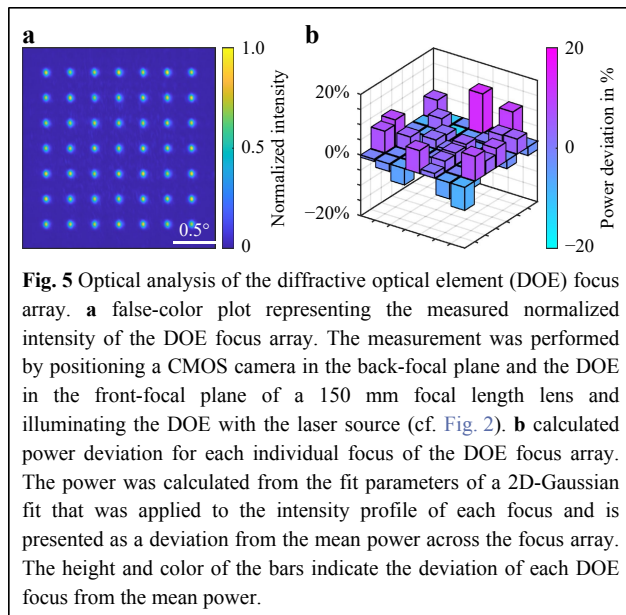 a
b
1.0
0.5
0
Normalized intensity
0.5°
20%
0%
−20%
20
0
−20
Power deviation in %
Fig. 5 Optical analysis of the diffractive optical element (DOE) focus
array. a false-color plot representing the measured normalized
intensity of the DOE focus array. The measurement was performed
by positioning a CMOS camera in the back-focal plane and the DOE
in the front-focal plane of a 150 mm focal length lens and
illuminating the DOE with the laser source (cf. Fig. 2). b calculated
power deviation for each individual focus of the DOE focus array.
The power was calculated from the fit parameters of a 2D-Gaussian
fit that was applied to the intensity profile of each focus and is
presented as a deviation from the mean power across the focus array.
The height and color of the bars indicate the deviation of each DOE
focus from the mean power.